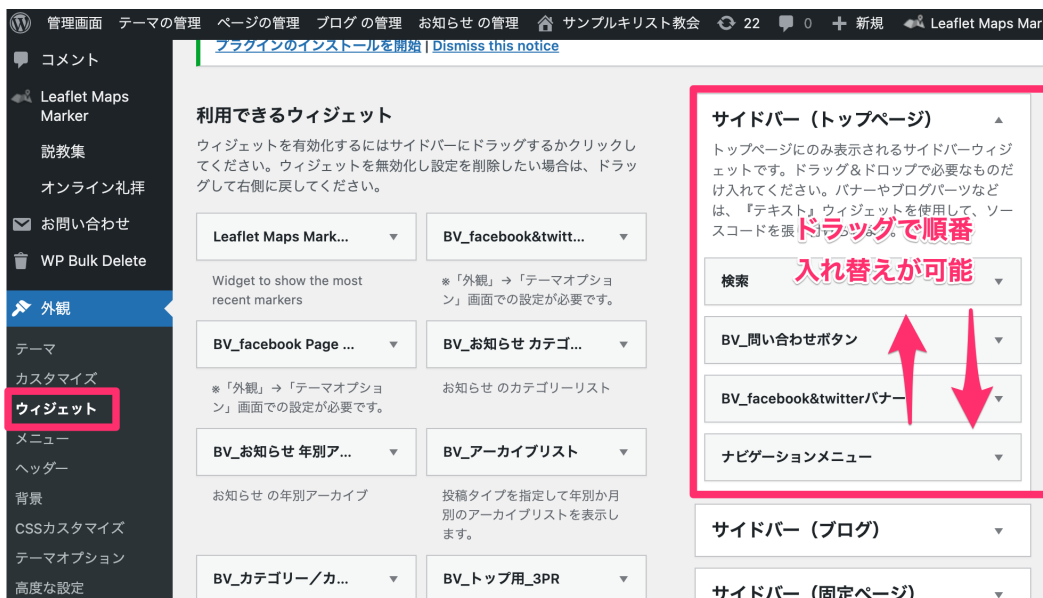 管理画面 テーマの管理 ページの管理 ブログ の管理 お知らせ の管理 サンプルキリスト教会 22 0 新規 Leaflet Maps Mar
コメント
Leaflet Maps
Marker
説教集
オンライン礼拝
お問い合わせ
WP Bulk Delete
外観
テーマ
カスタマイズ
ウィジェット
メニュー
ヘッダー
背景
CSSカスタマイズ
テーマオプション
高度な設定
プラグインのインストールを開始 | Dismiss this notice
利用できるウィジェット
ウィジェットを有効化するにはサイドバーにドラッグするかクリックし
てください。ウィジェットを無効化し設定を削除したい場合は、ドラッ
グして右側に戻してください。
Leaflet Maps Mark...
BV_facebook&twitt...
Widget to show the most
recent markers
※「外観」→「テーマオプショ
ン」画面での設定が必要です。
BV_facebook Page ...
BV_お知らせ カテゴ...
※「外観」→「テーマオプショ
ン」画面での設定が必要です。
お知らせ のカテゴリーリスト
BV_お知らせ 年別ア...
BV_アーカイブリスト
お知らせ の年別アーカイブ
投稿タイプを指定して年別か月
別のアーカイブリストを表示し
ます。
BV_カテゴリー／カ...
BV_トップ用_3PR
サイドバー（トップページ）
トップページにのみ表示されるサイドバーウィジ
ェットです。ドラッグ＆ドロップで必要なものだ
け入れてください。バナーやブログパーツなど
は、『テキスト』ウィジェットを使用して、ソー
スコードを張
ドラッグで順番
入れ替えが可能
検索
BV_問い合わせボタン
BV_facebook&twitterバナー
ナビゲーションメニュー
サイドバー（ブログ）
サイドバー（固定ページ）